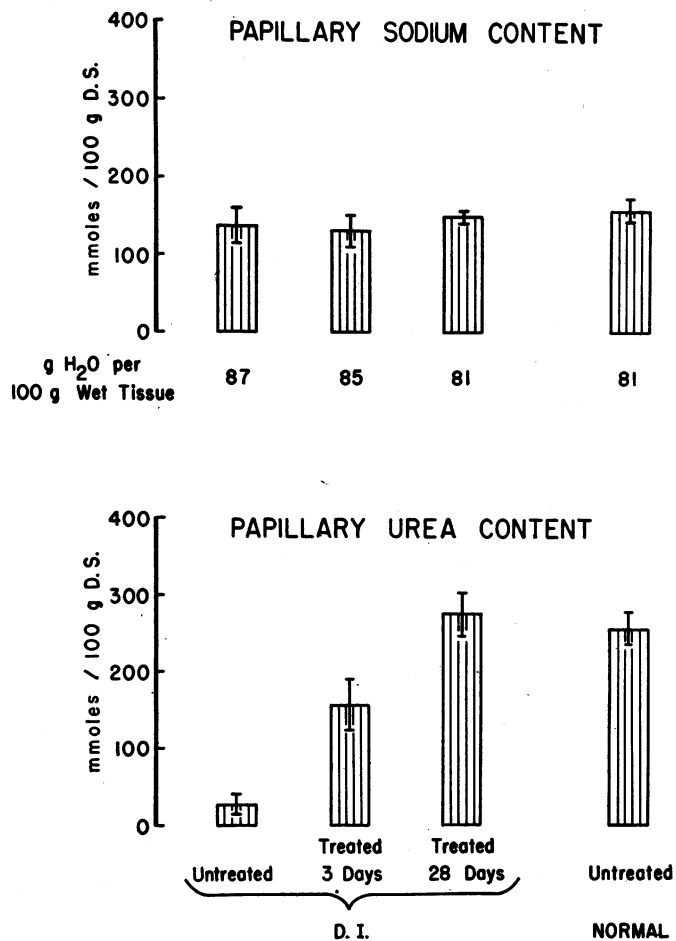 PAPILLARY SODIUM CONTENT
400
300
200
100
0
mmoles / 100 g D.S.
g H2O per
100 g Wet Tissue
87 85 81 81
PAPILLARY UREA CONTENT
400
300
200
100
0
mmoles / 100 g D.S.
Treated Treated
Untreated 3 Days 28 Days Untreated
D. I. NORMAL